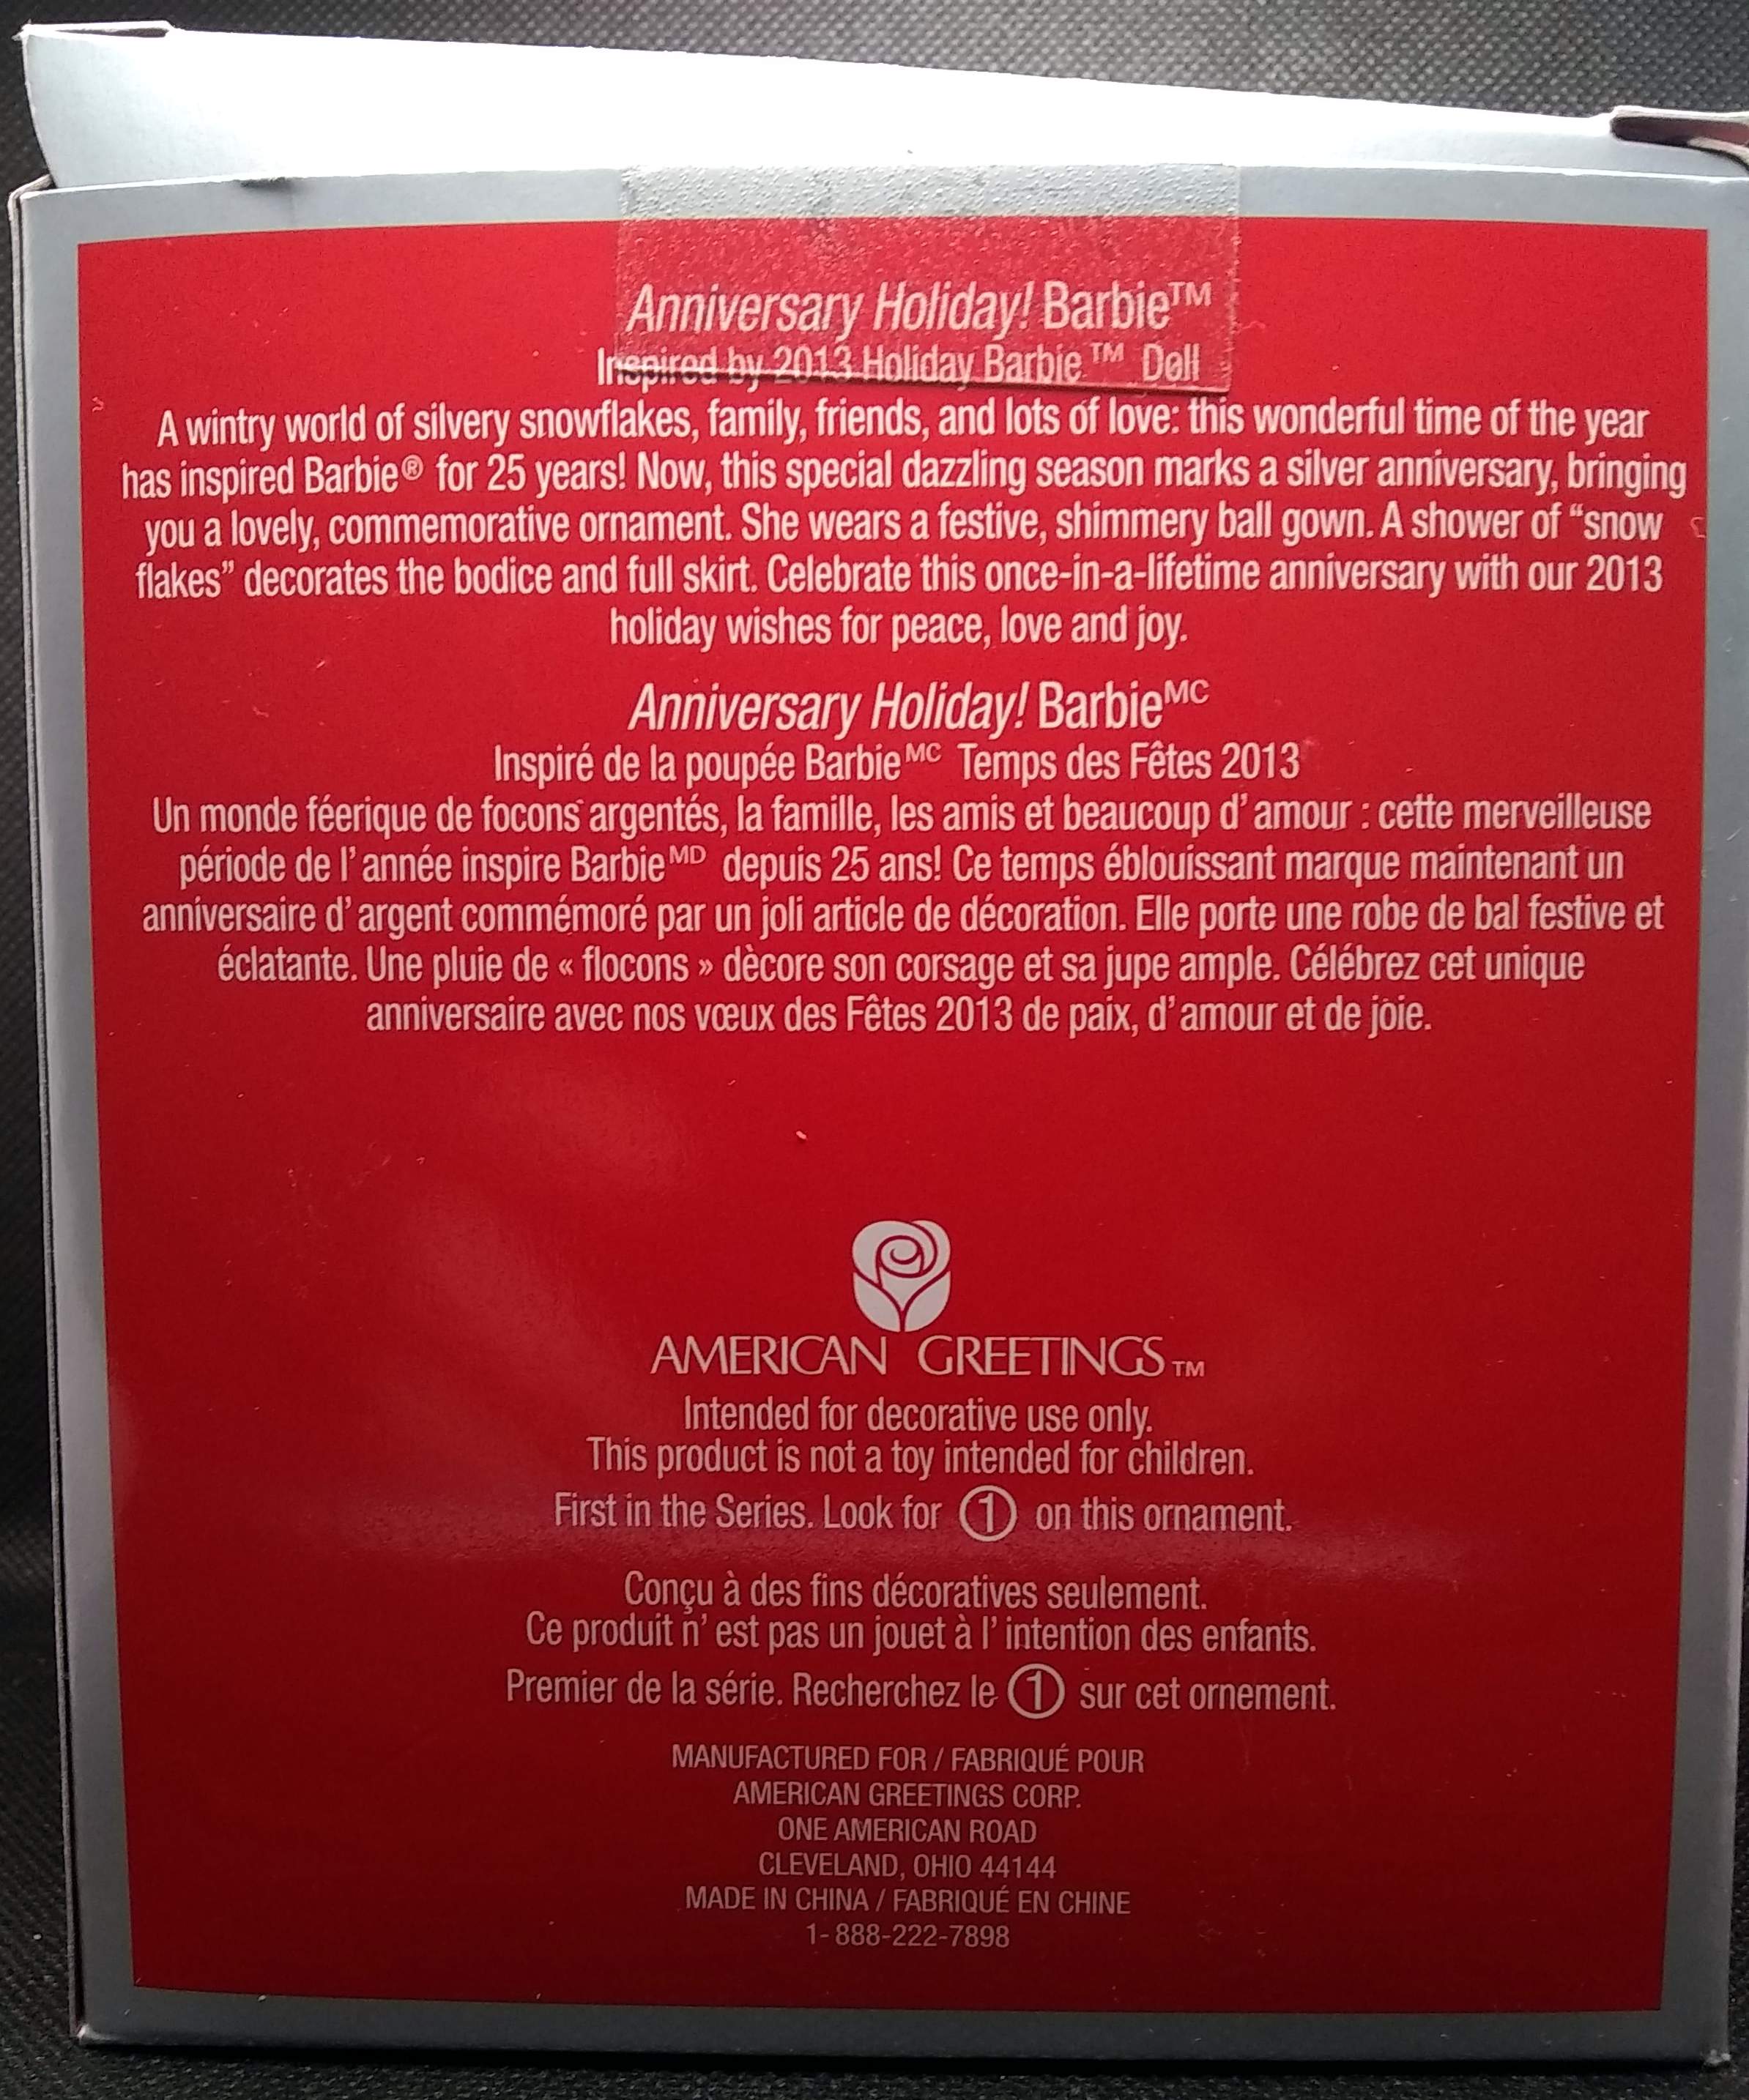 Anniversary Holiday! Barbie™
Inspired by 2013 Holiday Barbie™ Doll
A wintry world of silvery snowflakes, family, friends, and lots of love: this wonderful time of the year
has inspired Barbie® for 25 years! Now, this special dazzling season marks a silver anniversary, bringing
you a lovely, commemorative ornament. She wears a festive, shimmery ball gown. A shower of “snow
flakes” decorates the bodice and full skirt. Celebrate this once-in-a-lifetime anniversary with our 2013
holiday wishes for peace, love and joy.
Anniversary Holiday! Barbie MC
Inspiré de la poupée Barbie MC Temps des Fêtes 2013
Un monde féerique de focons argentés, la famille, les amis et beaucoup d’ amour : cette merveilleuse
période de l’ année inspire Barbie MD depuis 25 ans! Ce temps éblouissant marque maintenant un
anniversaire d’ argent commémoré par un joli article de décoration. Elle porte une robe de bal festive et
éclatante. Une pluie de « flocons » dècore son corsage et sa jupe ample. Célébrez cet unique
anniversaire avec nos vœux des Fêtes 2013 de paix, d’ amour et de joie.
AMERICAN GREETINGS™
Intended for decorative use only.
This product is not a toy intended for children.
First in the Series. Look for ① on this ornament.
Conçu à des fins décoratives seulement.
Ce produit n’ est pas un jouet à l’ intention des enfants.
Premier de la série. Recherchez le ① sur cet ornement.
MANUFACTURED FOR / FABRIQUÉ POUR
AMERICAN GREETINGS CORP.
ONE AMERICAN ROAD
CLEVELAND, OHIO 44144
MADE IN CHINA / FABRIQUÉ EN CHINE
1- 888-222-7898